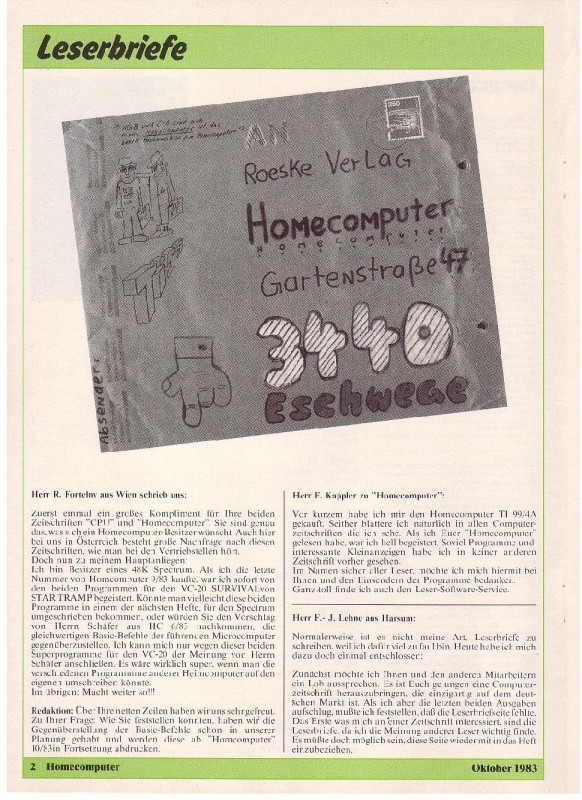 Leserbriefe
AN
Roeske Verlag
Homecomputer
Homecomputer
Gartenstraße 47
3440
Eschwege
Absender:
250
Herr R. Fortelny aus Wien schrieb uns:
Zuerst einmal ein großes Kompliment für Ihre beiden
Zeitschriften "CPU" und "Homecomputer". Sie sind genau
das, was sich ein Homecomputer-Besitzer wünscht. Auch hier
bei uns in Österreich besteht große Nachfrage nach diesen
Zeitschriften, wie man bei den Vertriebstellen hört.
Doch nun zu meinem Hauptanliegen:
Ich bin Besitzer eines 48K Spectrum. Als ich die letzte
Nummer von Homecomputer 9/83 kaufte, war ich sofort von
den beiden Programmen für den VC-20 SURVIVAL von
STAR TRAMP begeistert. Könnte man vielleicht diese beiden
Programme in einem der nächsten Hefte, für den Spectrum
umgeschrieben bekommen, oder würden Sie den Vorschlag
von Herrn Schäfer aus HC 6/83 nachkommen, die
gleichwertigen Basic-Befehle der führenden Microcomputer
gegenüberzustellen. Ich kann mich nur wegen dieser beiden
Superprogramme für den VC-20 der Meinung von Herr
Schäfer anschließen. Es wäre wirklich super, wenn man die
verschiedenen Programme anderer Heimcomputer auf den
eigenen umschreiber könnte.
Im übrigen: Macht weiter so!!!
Redaktion: Über Ihre netten Zeilen haben wir uns sehr gefreut.
Zu Ihrer Frage: Wie Sie feststellen konnten, haben wir die
Gegenüberstellung der Basic-Befehle schon in unserer
Planung gehabt und werden diese ab "Homcomputer"
10/83 in Fortsetzung abdrucken.
Herr F. Kappler zu "Homecomputer":
Vor kurzem habe ich mir den Homecomputer TI 99/4A
gekauft. Seither blättere ich natürlich in allen Computer-
zeitschriften die ich sehe. Als ich Euer "Homecomputer"
gelesen habe, war ich hell begeistert. Soviel Programme und
interessante Kleinanzeigen habe ich in keiner anderen
Zeitschrift vorher gesehen.
Im Namen sicher aller Leser, möchte ich mich hiermit bei
Ihnen und den Einsendern der Programme bedanken.
Ganz toll finde ich auch den Leser-Software-Service.
Herr F.- J. Lehne aus Harsum:
Normalerweise ist es nicht meine Art, Leserbriefe zu
schreiben, weil ich dafür viel zu faul bin. Heute habe ich mich
dazu doch einmal entschlossen:
Zunächst möchte ich Ihnen und den anderen Mitarbeitern
ein Lob aussprechen. Es ist Euch gelungen eine Computer-
zeitschrift herauszubringen, die einzigartig auf dem deut-
schen Markt ist. Als ich aber die letzten beiden Ausgaben
aufschlug, mußte ich feststellen, daß die Leserbriefseite fehlte.
Das Erste was mich an einer Zeitschrift interessiert, sind die
Leserbriefe, da ich die Meinung anderer Leser wichtig finde.
Es müßte doch möglich sein, diese Seite wieder mit in das Heft
einzubeziehen.
2 Homecomputer
Oktober 1983